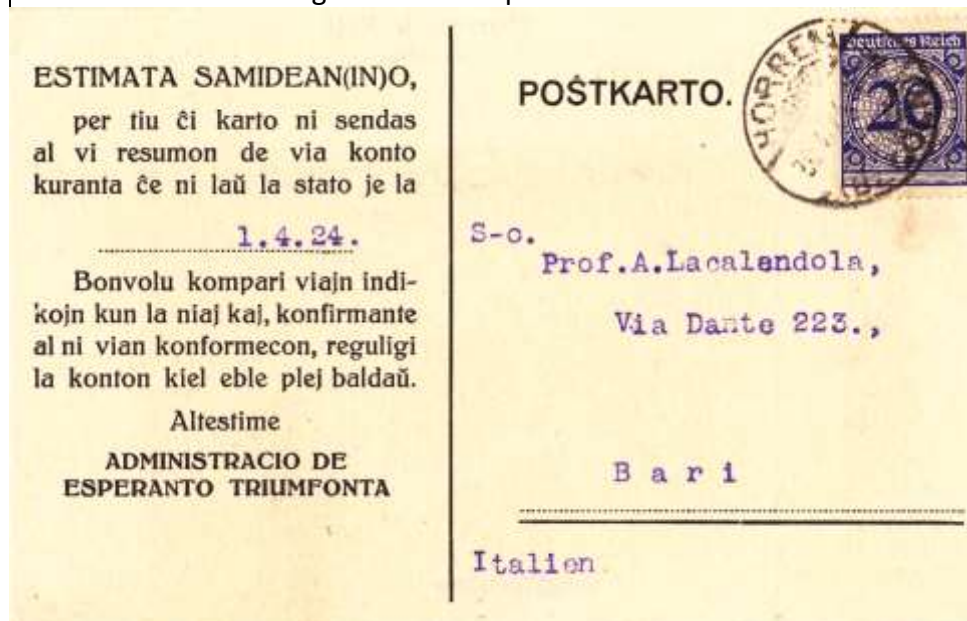 ESTIMATA SAMIDEAN(IN)O,
per tiu ĉi karto ni sendas
al vi resumon de via konto
kuranta ĉe ni laŭ la stato je la
1.4.24.
Bonvolu kompari viajn indi-
kojn kun la niaj kaj, konfirmante
al ni vian konformecon, reguligi
la konton kiel eble plej baldaŭ.
Altestime
ADMINISTRACIO DE
ESPERANTO TRIUMFONTA
POŜTKARTO.
Deutsches Reich
20
S-o.
Prof.A.Lacalendola,
Via Dante 223.,
Bari
Italien